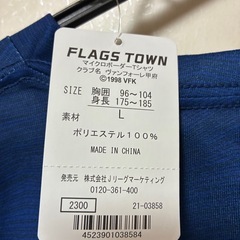 FLAGS TOWN
マイクロボーダーTシャツ
クラブ名 ヴァンフォーレ甲府
©1998 VFK
SIZE 胸囲 96〜104
身長 175〜185
L
素材
ポリエステル100%
MADE IN CHINA
発売元 株式会社Jリーグマーケティング
0120-361-400
2300 21-03858
4523901038584